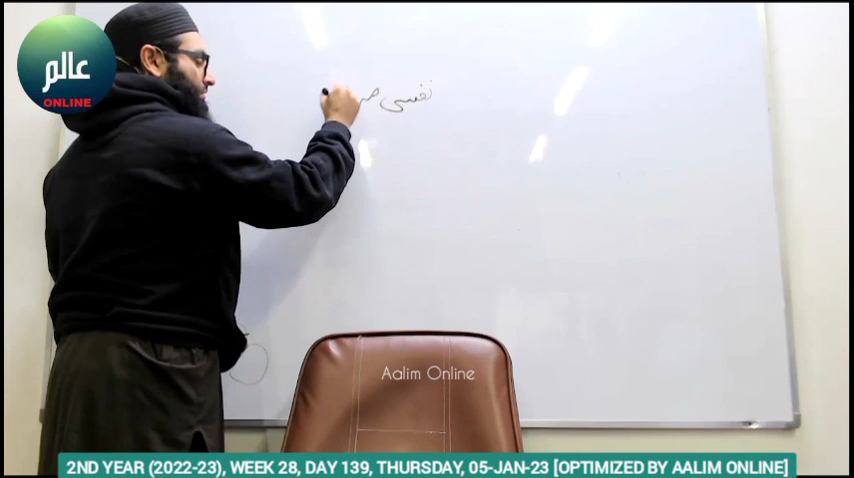 عالم
ONLINE
نفسی
Aalim Online
2ND YEAR (2022-23), WEEK 28, DAY 139, THURSDAY, 05-JAN-23 [OPTIMIZED BY AALIM ONLINE]